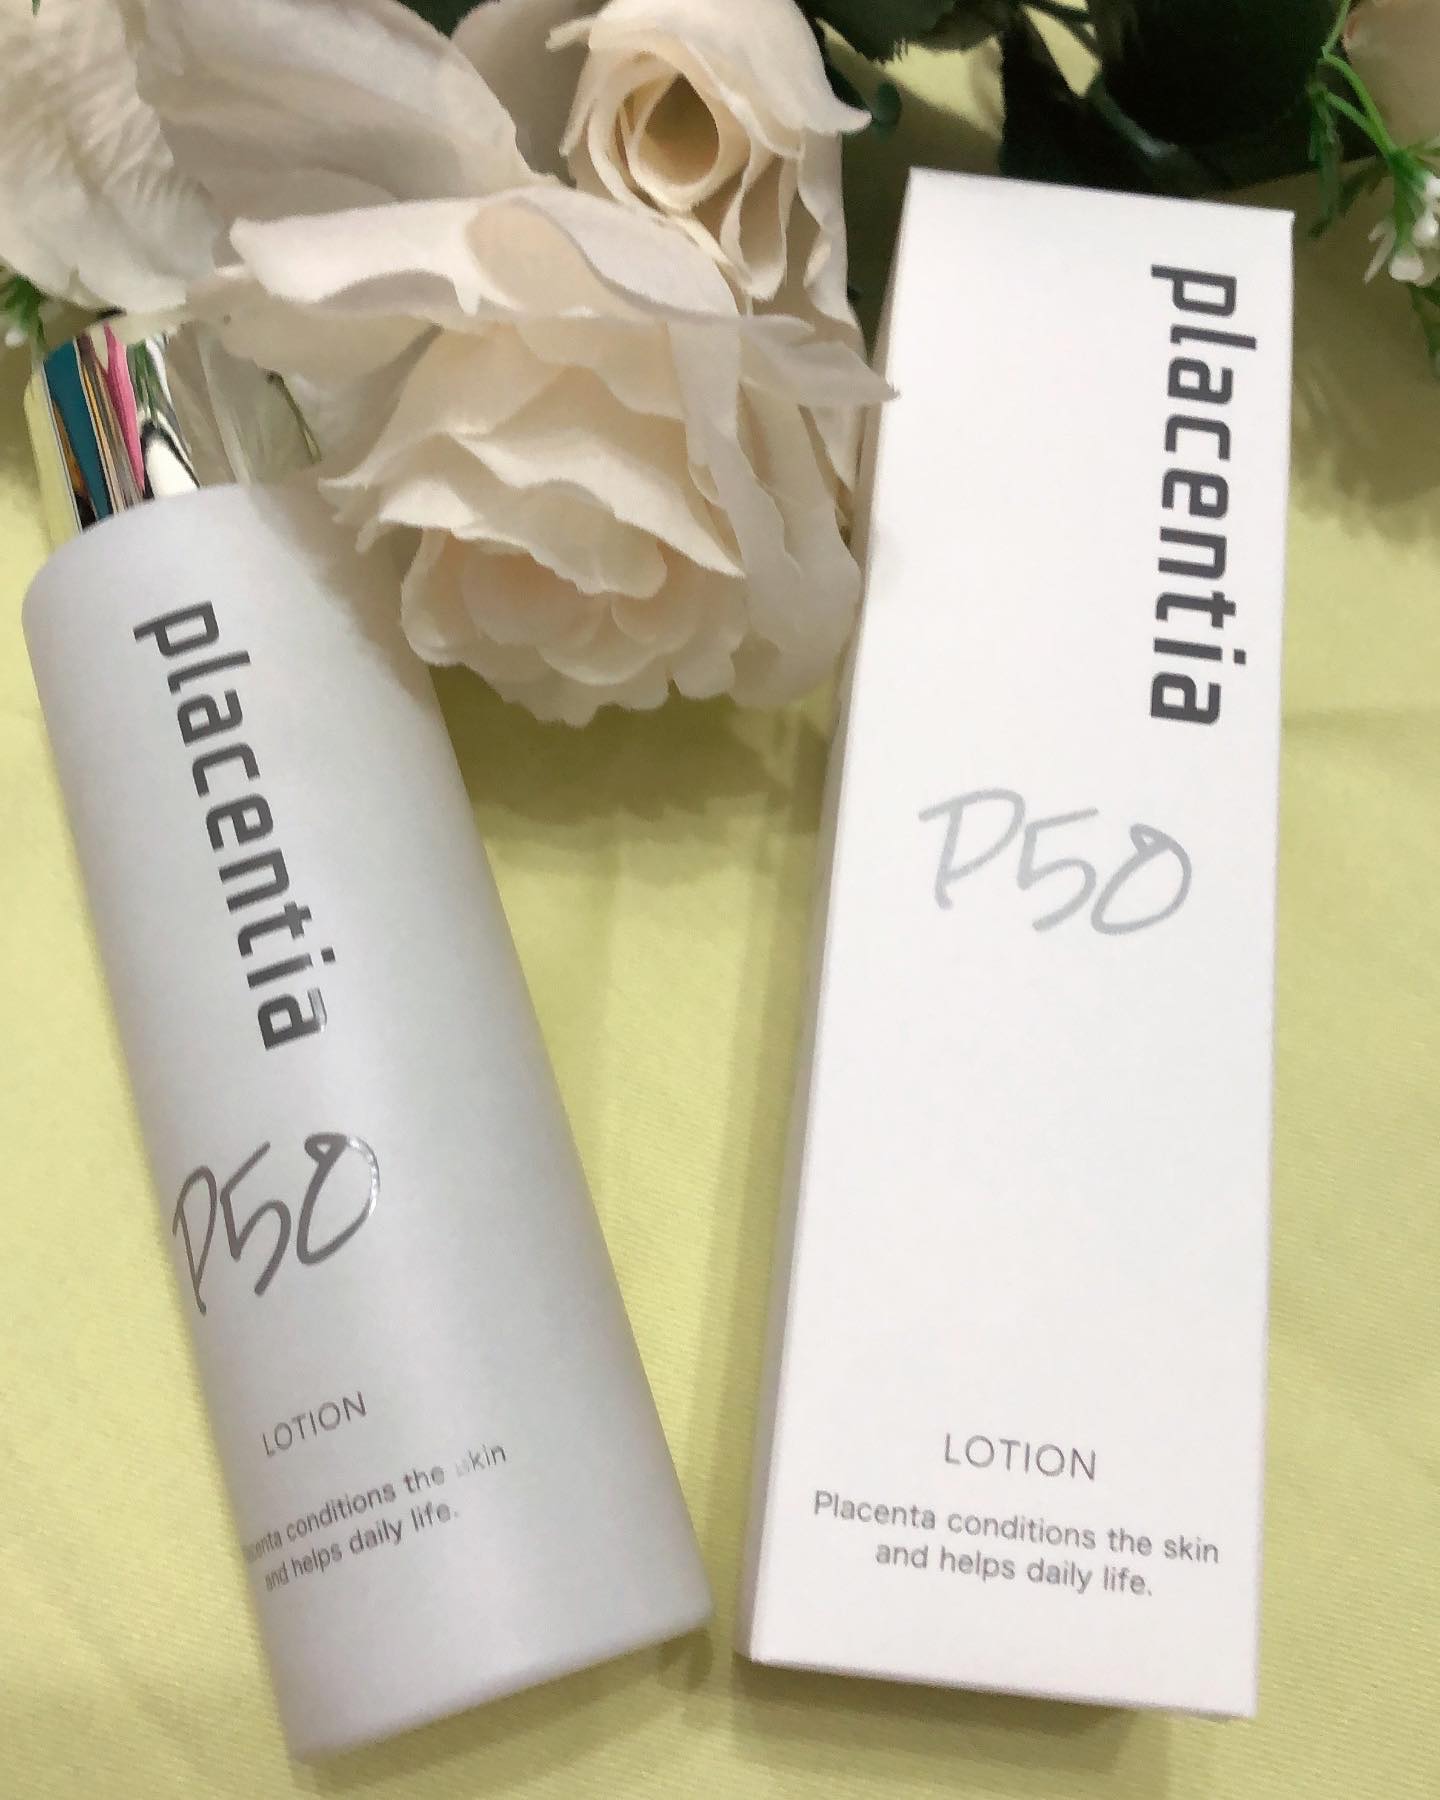 placentia
P50
LOTION
conditions the skin
and helps daily life.
placentia
P50
LOTION
Placenta conditions the skin
and helps daily life.